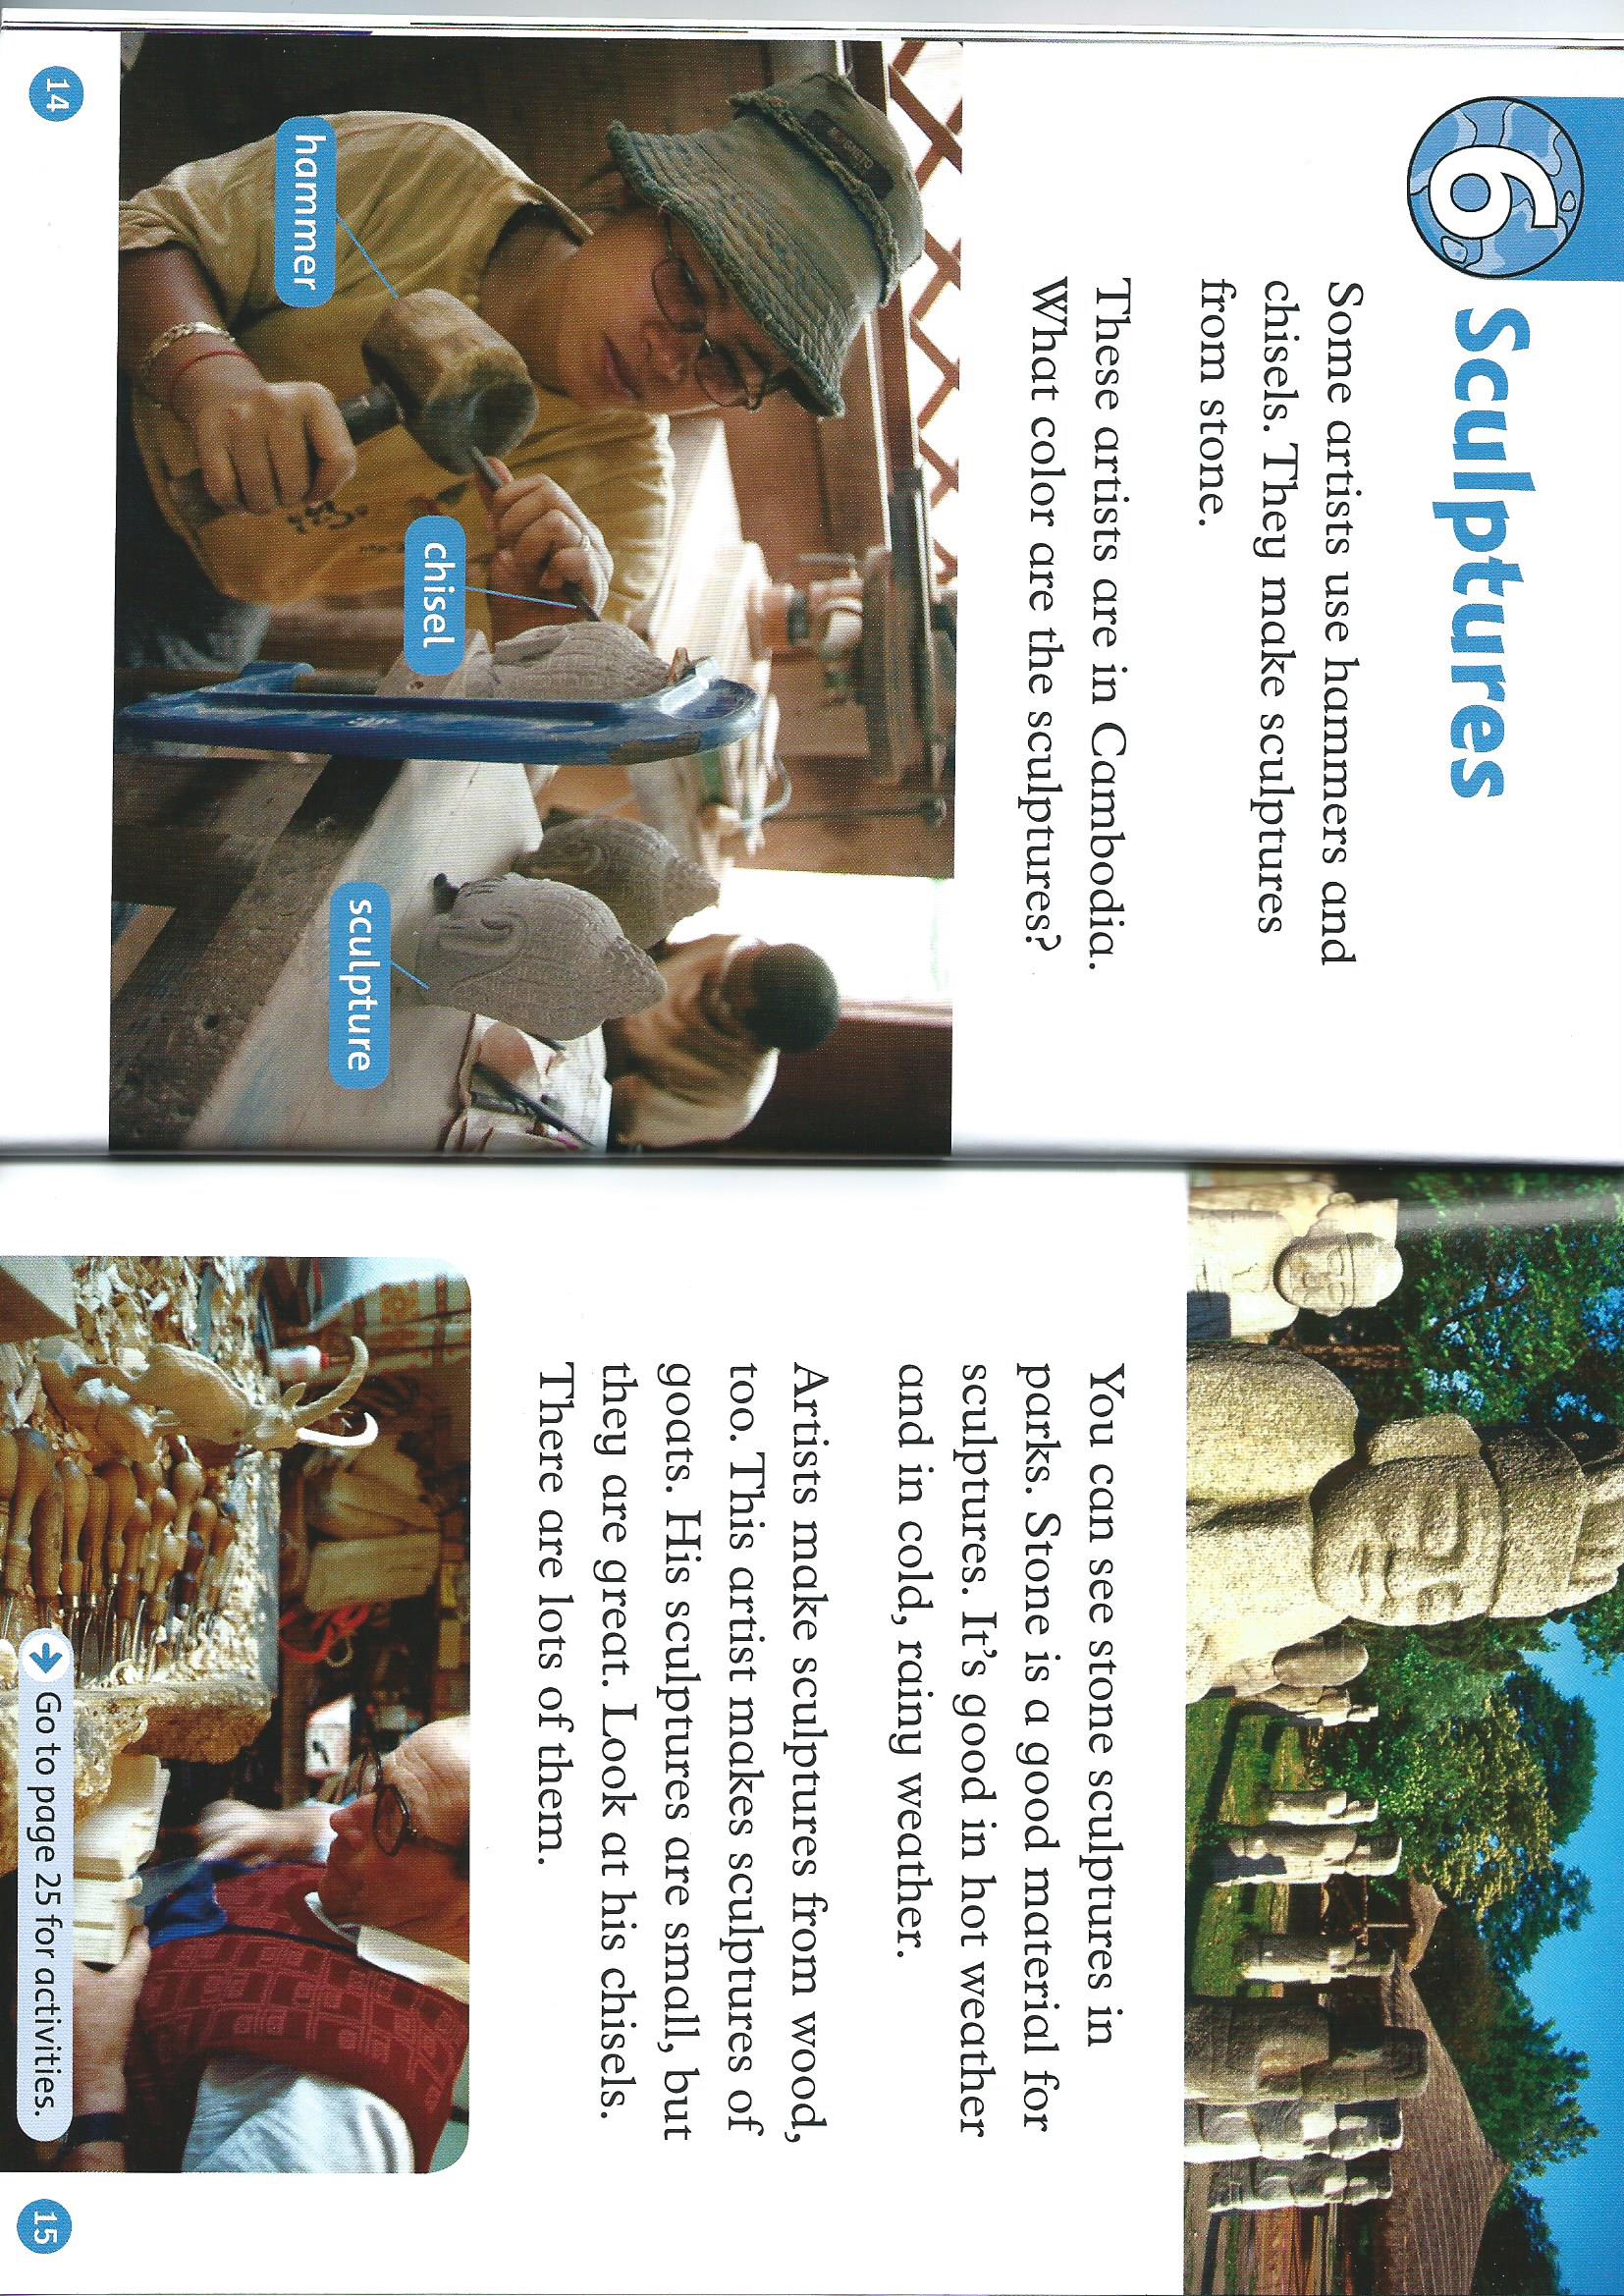 6 Sculptures
Some artists use hammers and
chisels. They make sculptures
from stone.
These artists are in Cambodia.
What color are the sculptures?
hammer
chisel
sculpture
14
You can see stone sculptures in
parks. Stone is a good material for
sculptures. It's good in hot weather
and in cold, rainy weather.
Artists make sculptures from wood,
too. This artist makes sculptures of
goats. His sculptures are small, but
they are great. Look at his chisels.
There are lots of them.
→ Go to page 25 for activities.
15